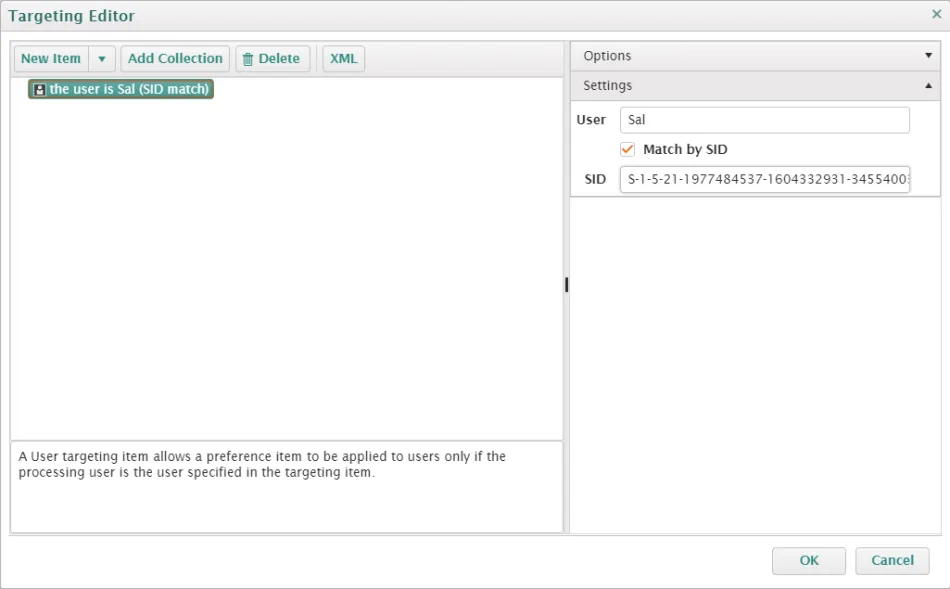 Targeting Editor
New Item
Add Collection
Delete
XML
the user is Sal (SID match)
Options
Settings
User
Sal
Match by SID
SID
S-1-5-21-1977484537-1604332931-3455400
A User targeting item allows a preference item to be applied to users only if the
processing user is the user specified in the targeting item.
OK
Cancel